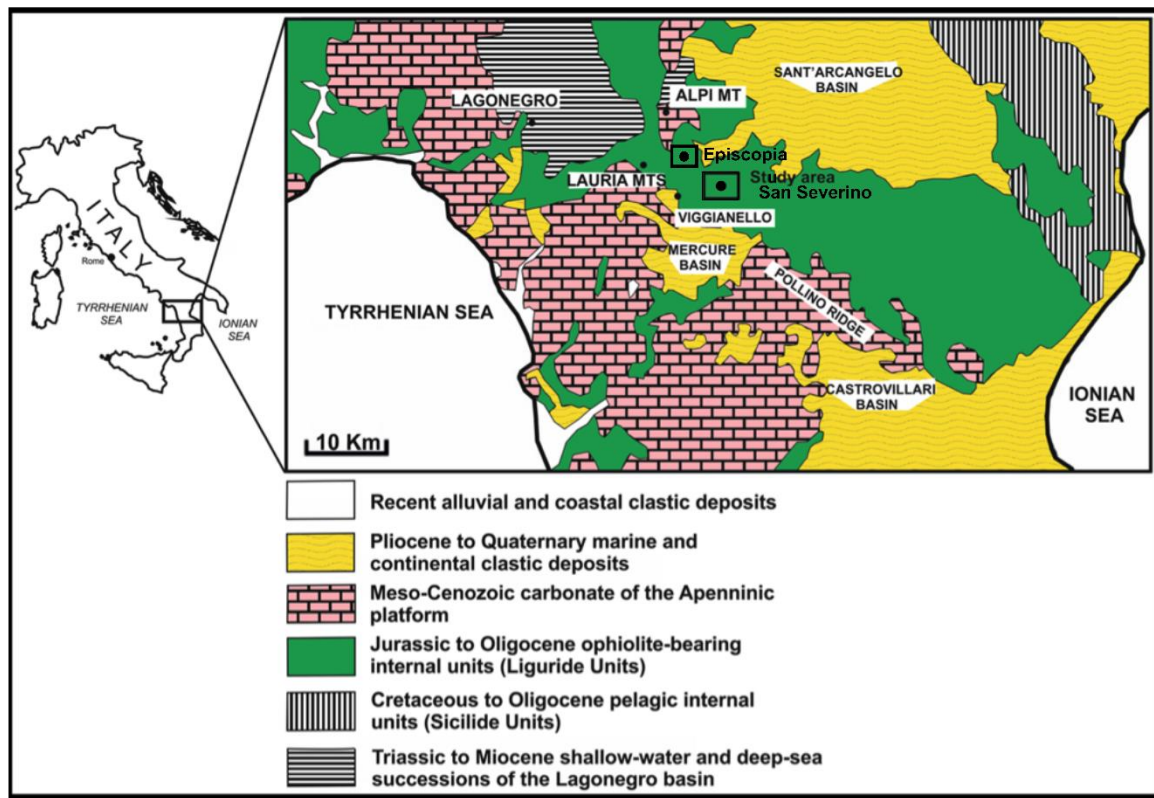 ITALY
Rome
TYRRHENIAN
SEA
IONIAN
SEA
LAGONEGRO
ALPI MT
SANT'ARCANGELO
BASIN
Episcopia
Study area
San Severino
LAURIA MTS
VIGGIANELLO
MERCURE
BASIN
POLLINO RIDGE
TYRRHENIAN SEA
CASTROVILLARI
BASIN
IONIAN
SEA
10 Km
Recent alluvial and coastal clastic deposits
Pliocene to Quaternary marine and
continental clastic deposits
Meso-Cenozoic carbonate of the Apenninic
platform
Jurassic to Oligocene ophiolite-bearing
internal units (Liguride Units)
Cretaceous to Oligocene pelagic internal
units (Sicilide Units)
Triassic to Miocene shallow-water and deep-sea
successions of the Lagonegro basin